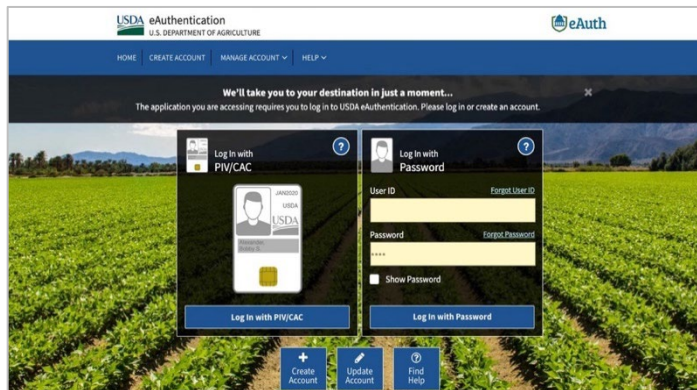 USDA eAuthentication
U.S. DEPARTMENT OF AGRICULTURE
eAuth
HOME CREATE ACCOUNT MANAGE ACCOUNT HELP
We'll take you to your destination in just a moment...
The application you are accessing requires you to log in to USDA eAuthentication. Please log in or create an account.
Log In with
PIV/CAC
?
JAN2020
USDA
USDA
Alexander,
Bobby S.
Log In with PIV/CAC
Log In with
Password
?
User ID Forgot User ID
Password Forgot Password
Show Password
Log In with Password
Create
Account
Update
Account
?
Find
Help